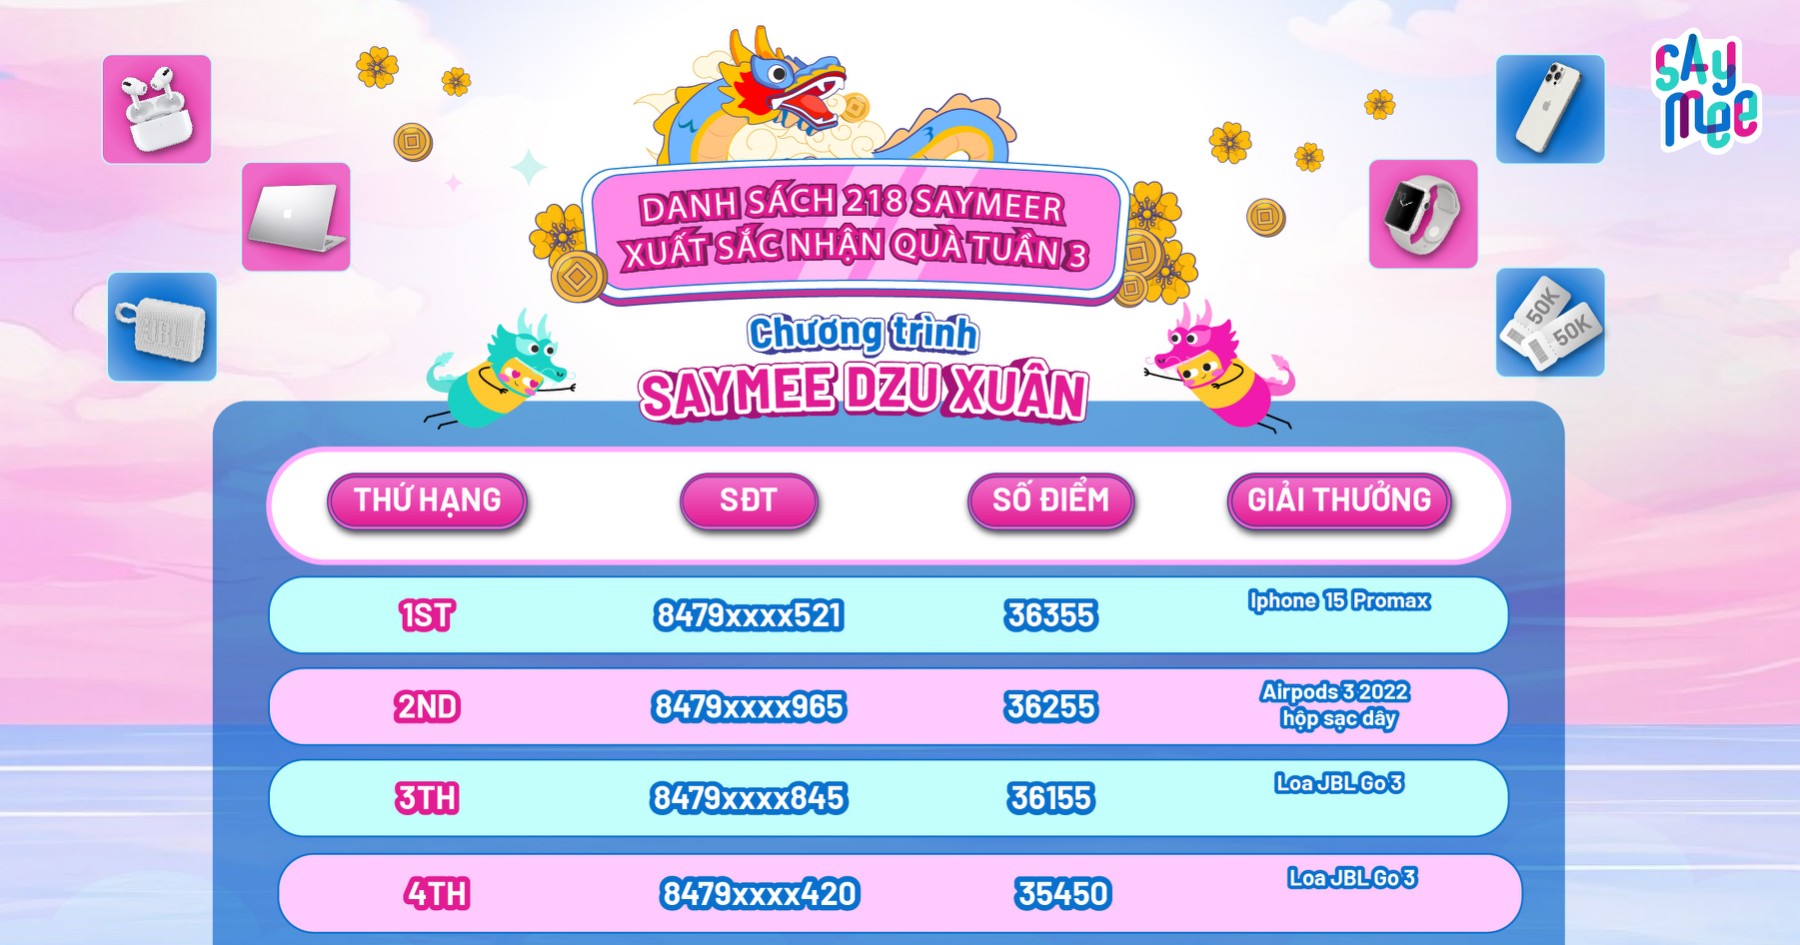 SAYMEE
DANH SÁCH 218 SAYMEER
XUẤT SẮC NHẬN QUÀ TUẦN 3
JBL
50K
50K
Chương trình
SAYMEE DZU XUÂN
THỨ HẠNG SĐT SỐ ĐIỂM GIẢI THƯỞNG
1ST 8479xxxx521 36355 Iphone 15 Promax
2ND 8479xxxx965 36255 Airpods 3 2022
hộp sạc dây
3TH 8479xxxx845 36155 Loa JBL Go 3
4TH 8479xxxx420 35450 Loa JBL Go 3